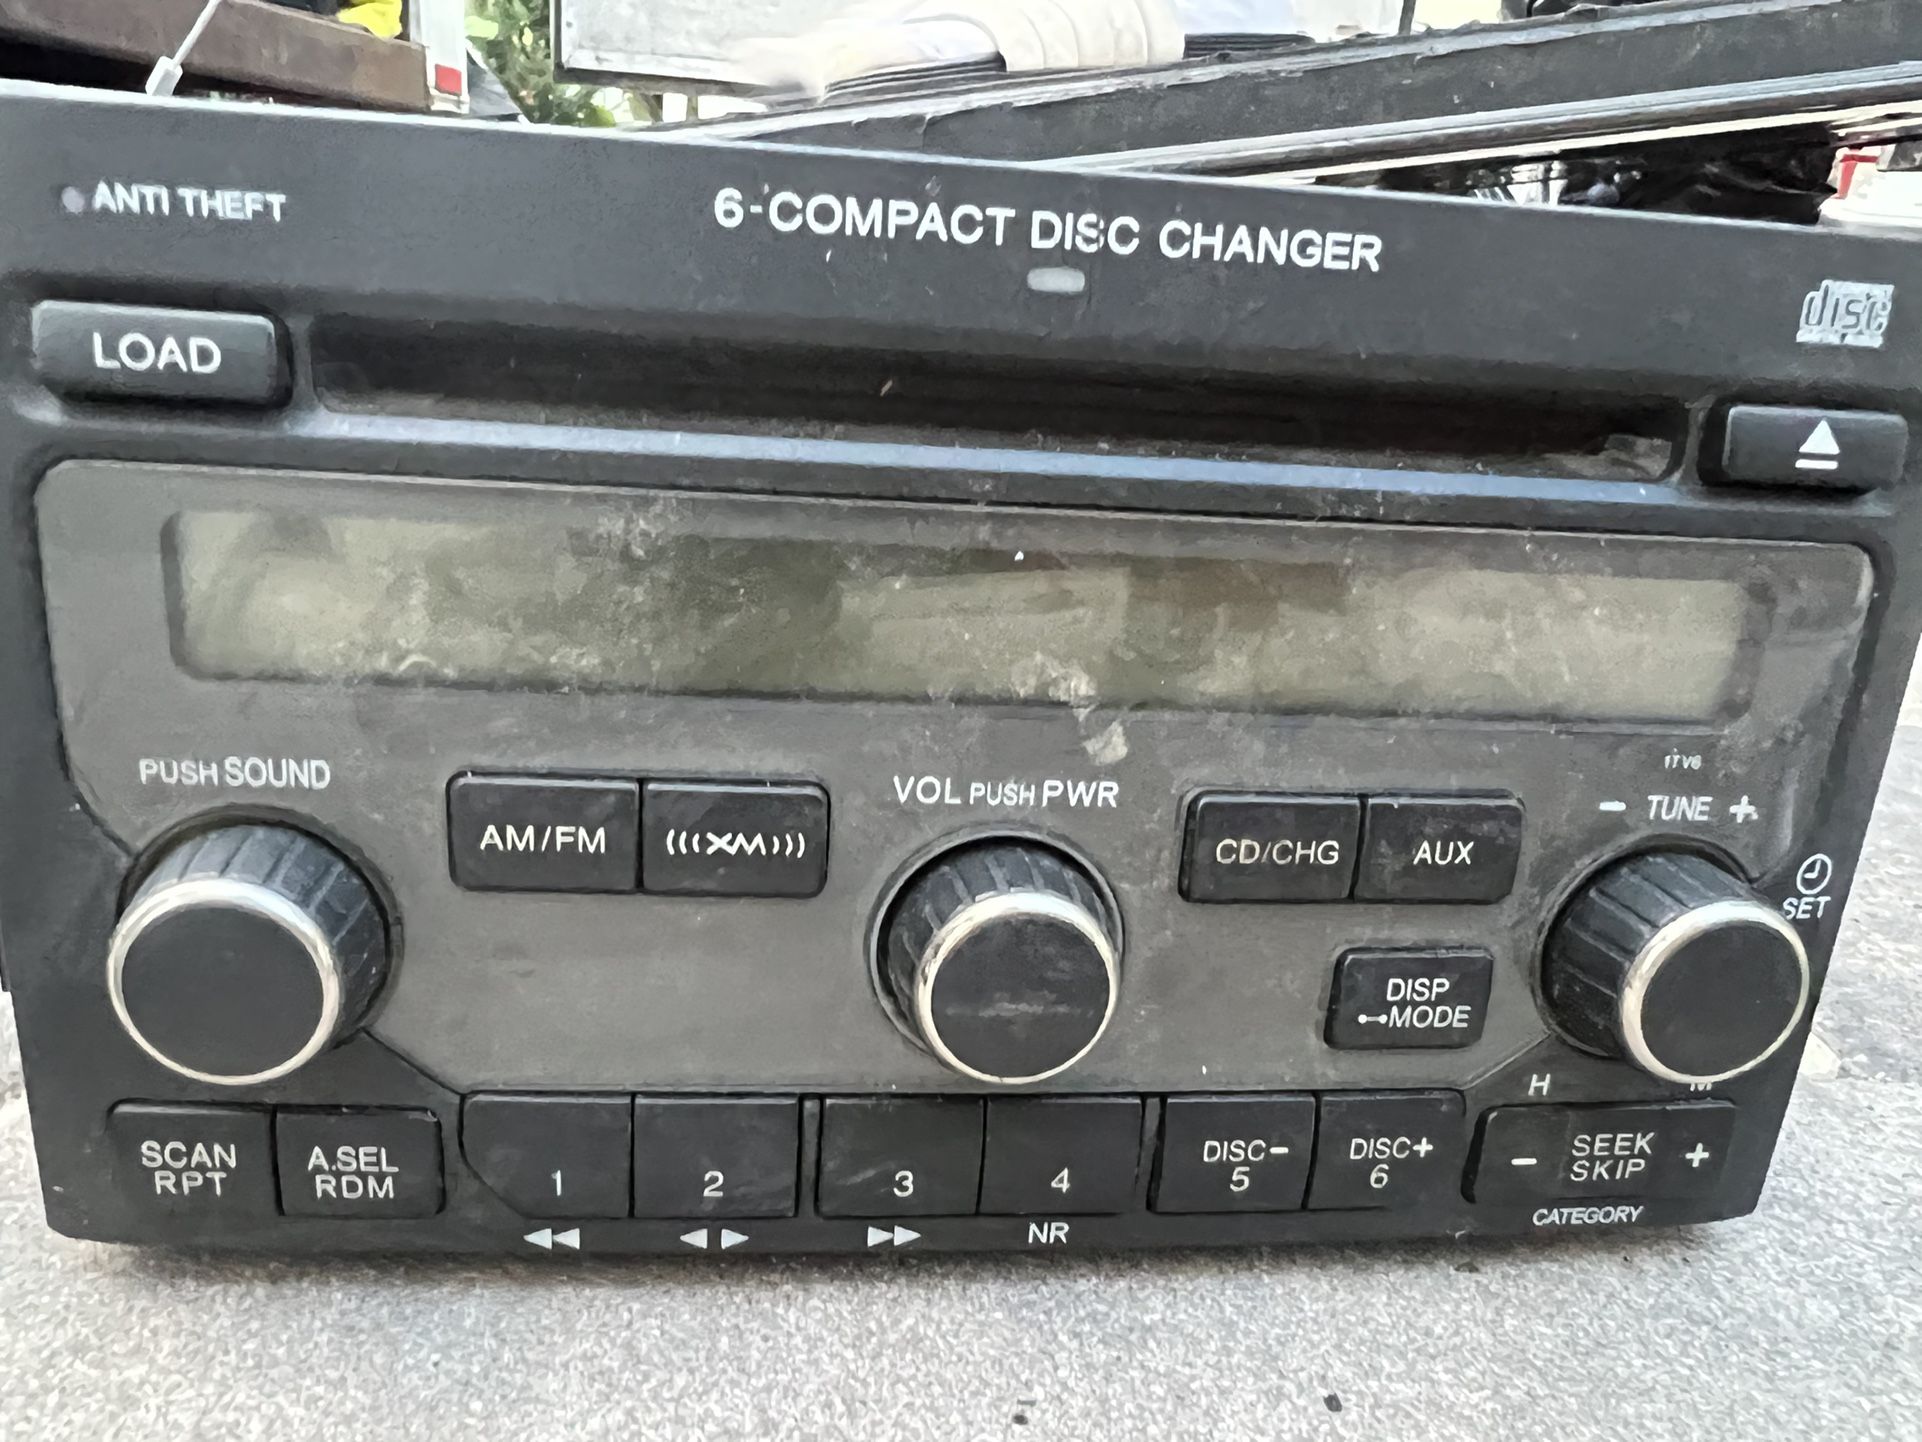 ANTI THEFT
6-COMPACT DISC CHANGER
disc
LOAD
PUSH SOUND
AM/FM
(((XM)))
VOL PUSH PWR
CD/CHG
AUX
- TUNE +
SET
DISP
MODE
H
M
SCAN
RPT
A.SEL
RDM
1
2
3
4
DISC-
5
DISC+
6
- SEEK +
SKIP
NR
CATEGORY